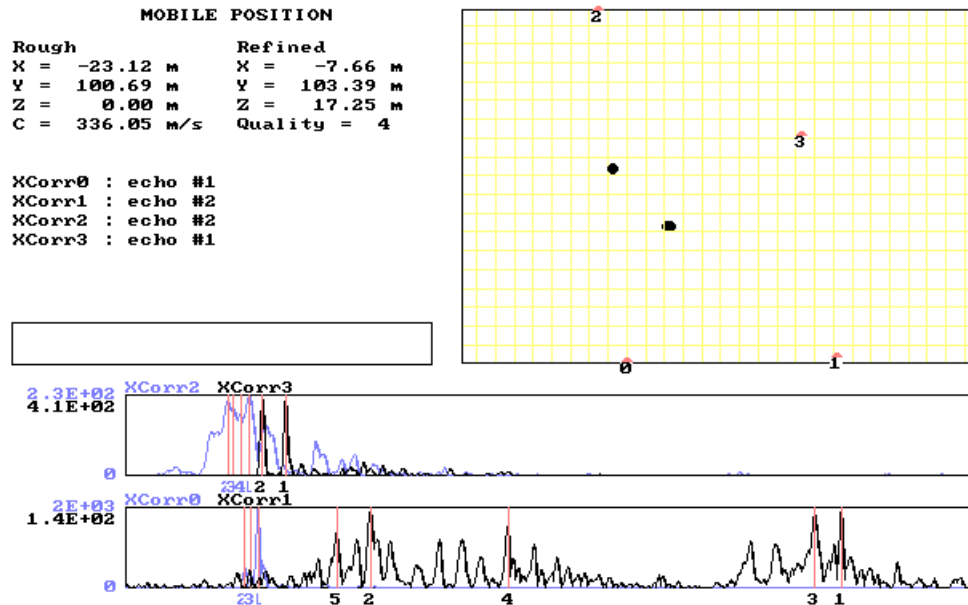 MOBILE POSITION
Rough Refined
X = -23.12 m X = -7.66 m
Y = 100.69 m Y = 103.39 m
Z = 0.00 m Z = 17.25 m
C = 336.05 m/s Quality = 4
XCorr0 : echo #1
XCorr1 : echo #2
XCorr2 : echo #2
XCorr3 : echo #1
2
3
0
1
2.3E+02 XCorr2 XCorr3
4.1E+02
0
2341 2 1
2E+03 XCorr0 XCorr1
1.4E+02
0
231 5 2 4 3 1